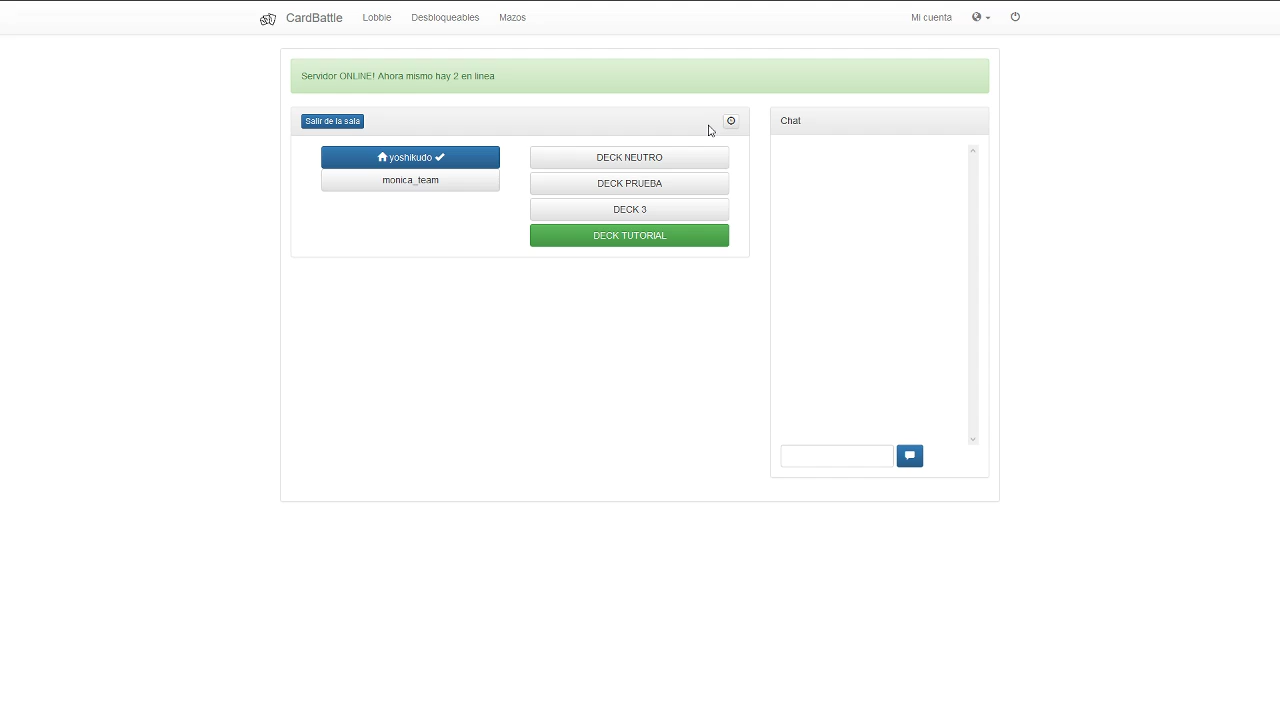 CardBattle Lobbie Desbloqueables Mazos Mi cuenta
Servidor ONLINE! Ahora mismo hay 2 en linea
Salir de la sala
yoshikudo
monica_team
DECK NEUTRO
DECK PRUEBA
DECK 3
DECK TUTORIAL
Chat